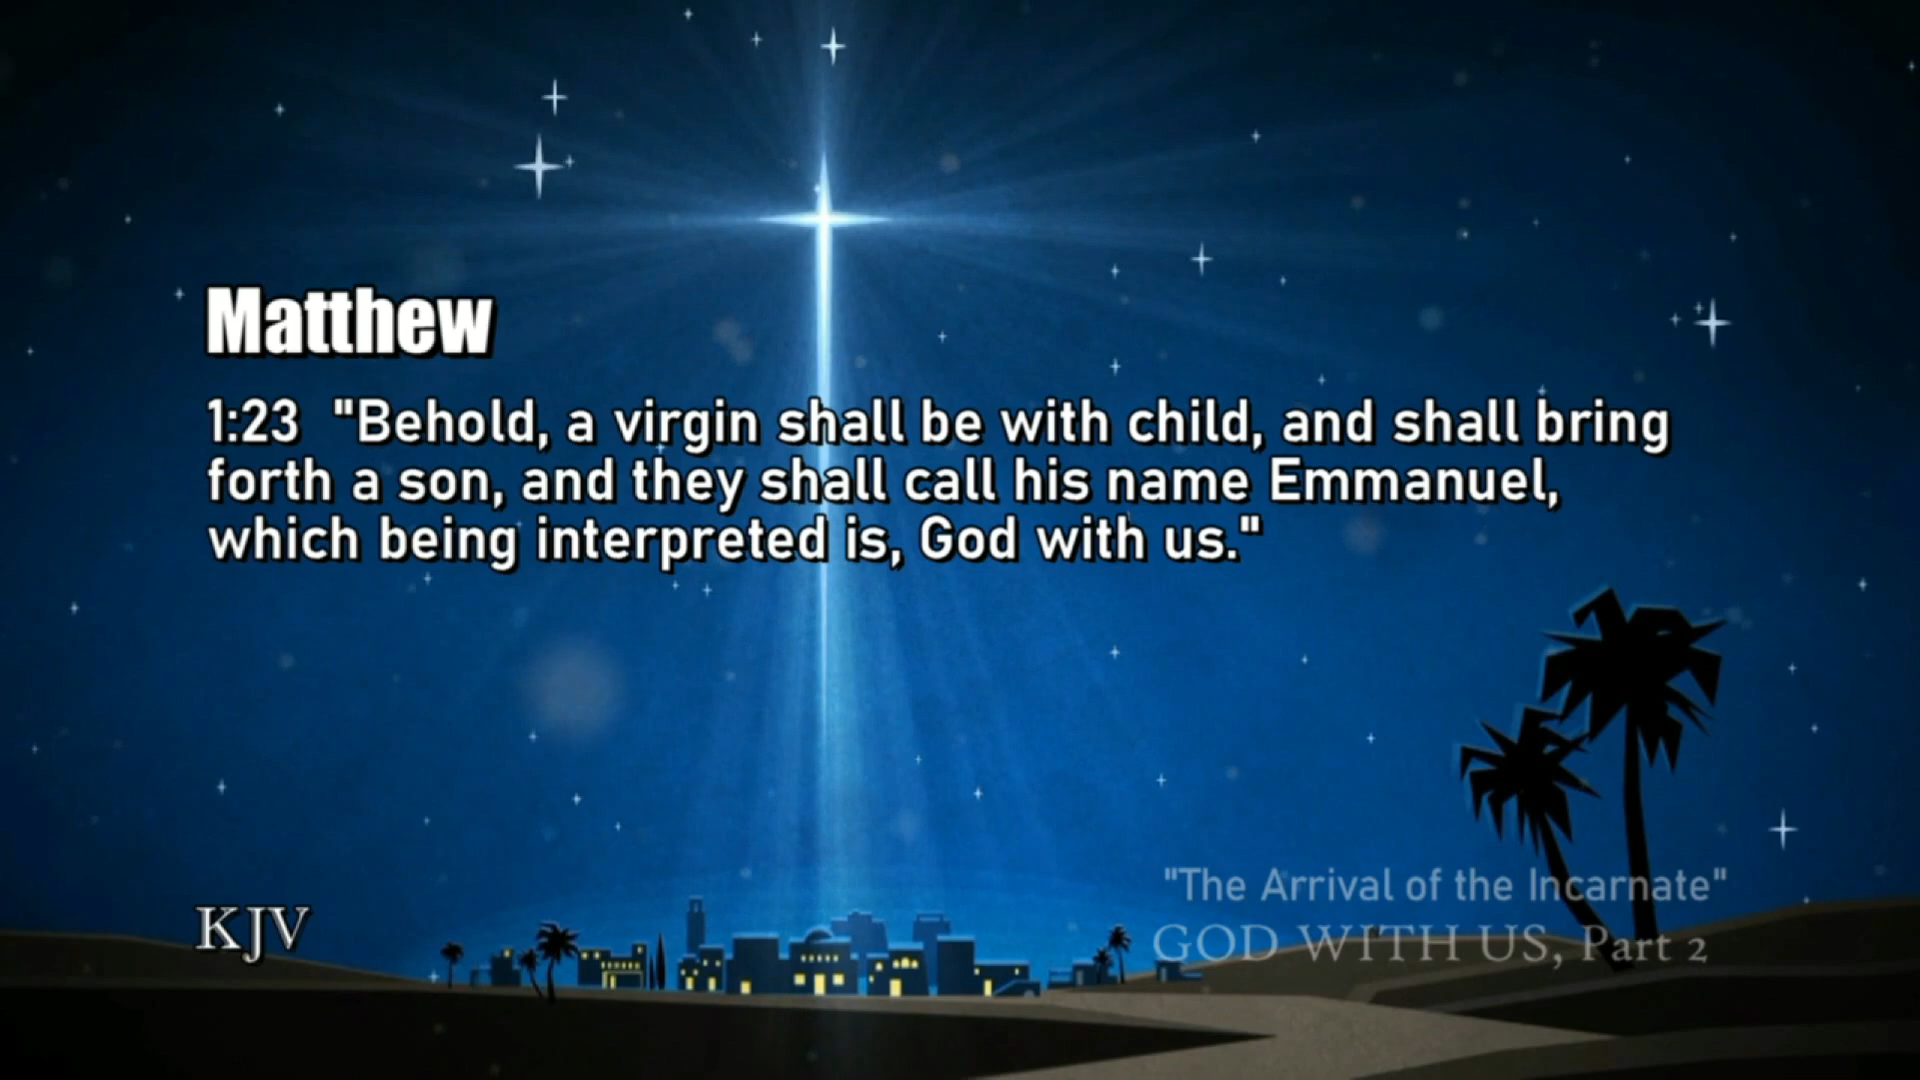 Matthew
1:23 "Behold, a virgin shall be with child, and shall bring
forth a son, and they shall call his name Emmanuel,
which being interpreted is, God with us."
"The Arrival of the Incarnate"
GOD WITH US, Part 2
KJV